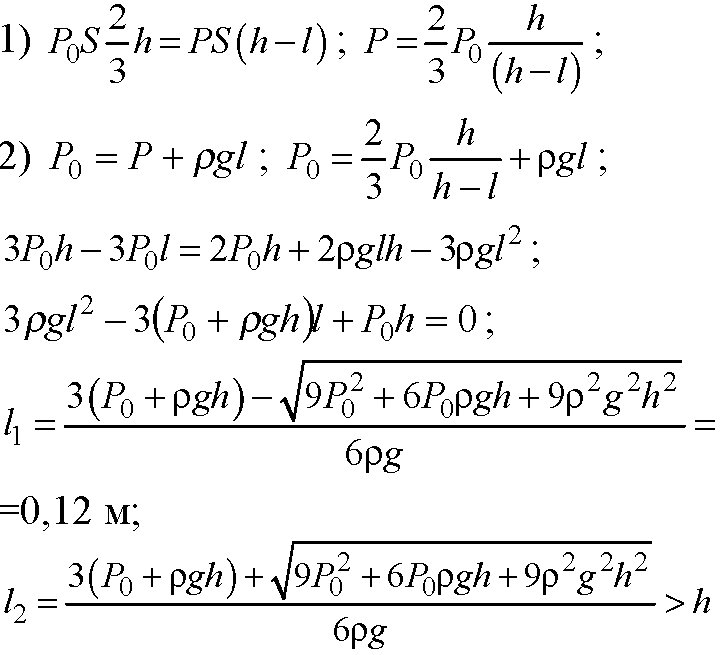 1) P₀S 2/3 h = PS(h − l) ; P = 2/3 P₀ h/(h − l) ;
2) P₀ = P + ρgl ; P₀ = 2/3 P₀ h/(h − l) + ρgl ;
3P₀h − 3P₀l = 2P₀h + 2ρglh − 3ρgl² ;
3ρgl² − 3(P₀ + ρgh)l + P₀h = 0 ;
l₁ = (3(P₀ + ρgh) − √(9P₀² + 6P₀ρgh + 9ρ²g²h²))/(6ρg) =
=0,12 м;
l₂ = (3(P₀ + ρgh) + √(9P₀² + 6P₀ρgh + 9ρ²g²h²))/(6ρg) > h